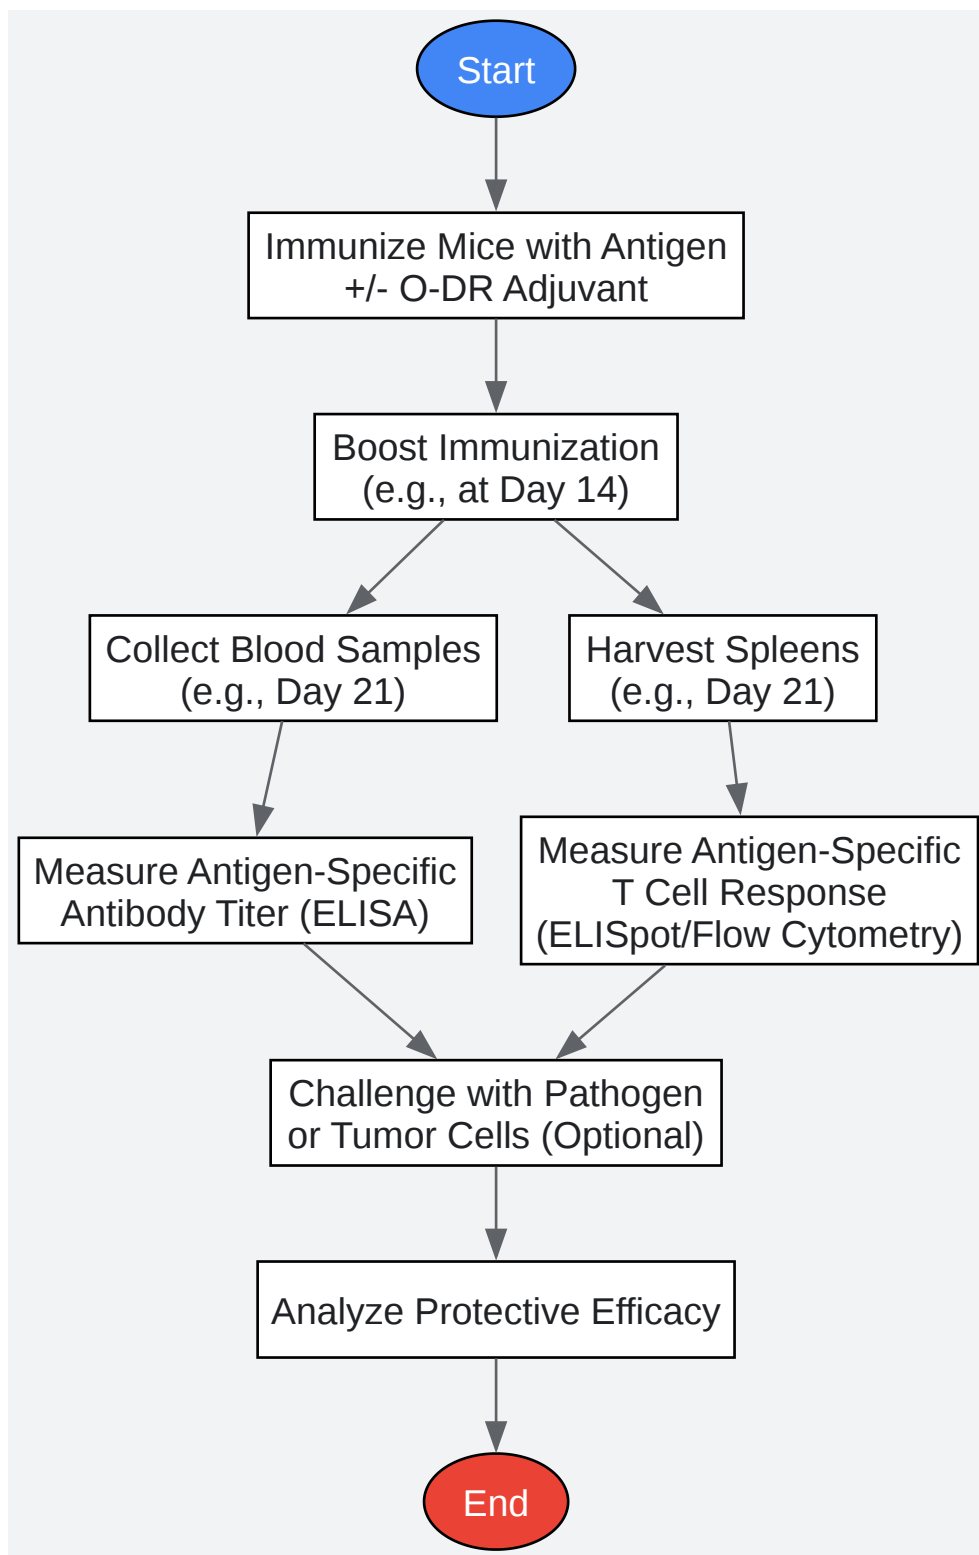 Start
Immunize Mice with Antigen
+/- O-DR Adjuvant
Boost Immunization
(e.g., at Day 14)
Collect Blood Samples
(e.g., Day 21)
Harvest Spleens
(e.g., Day 21)
Measure Antigen-Specific
Antibody Titer (ELISA)
Measure Antigen-Specific
T Cell Response
(ELISpot/Flow Cytometry)
Challenge with Pathogen
or Tumor Cells (Optional)
Analyze Protective Efficacy
End